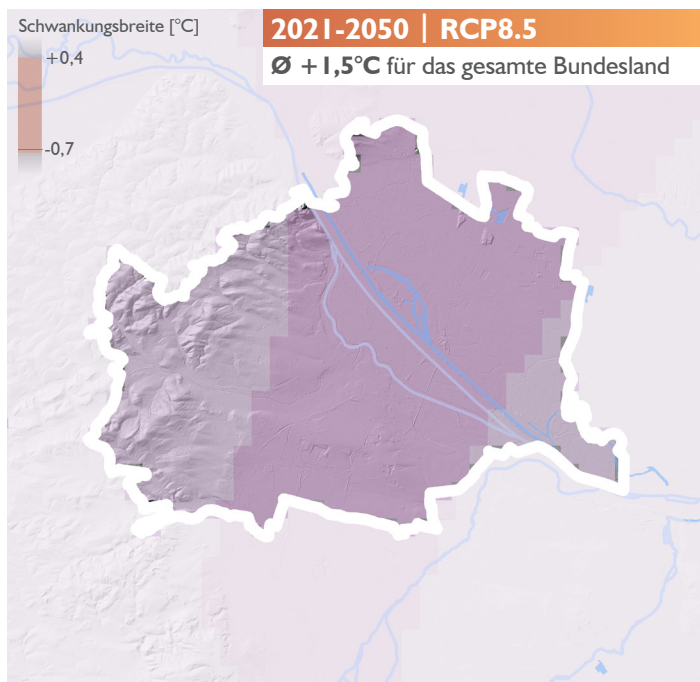 Schwankungsbreite [°C]
+0,4
-0,7
2021-2050 | RCP8.5
Ø +1,5°C für das gesamte Bundesland